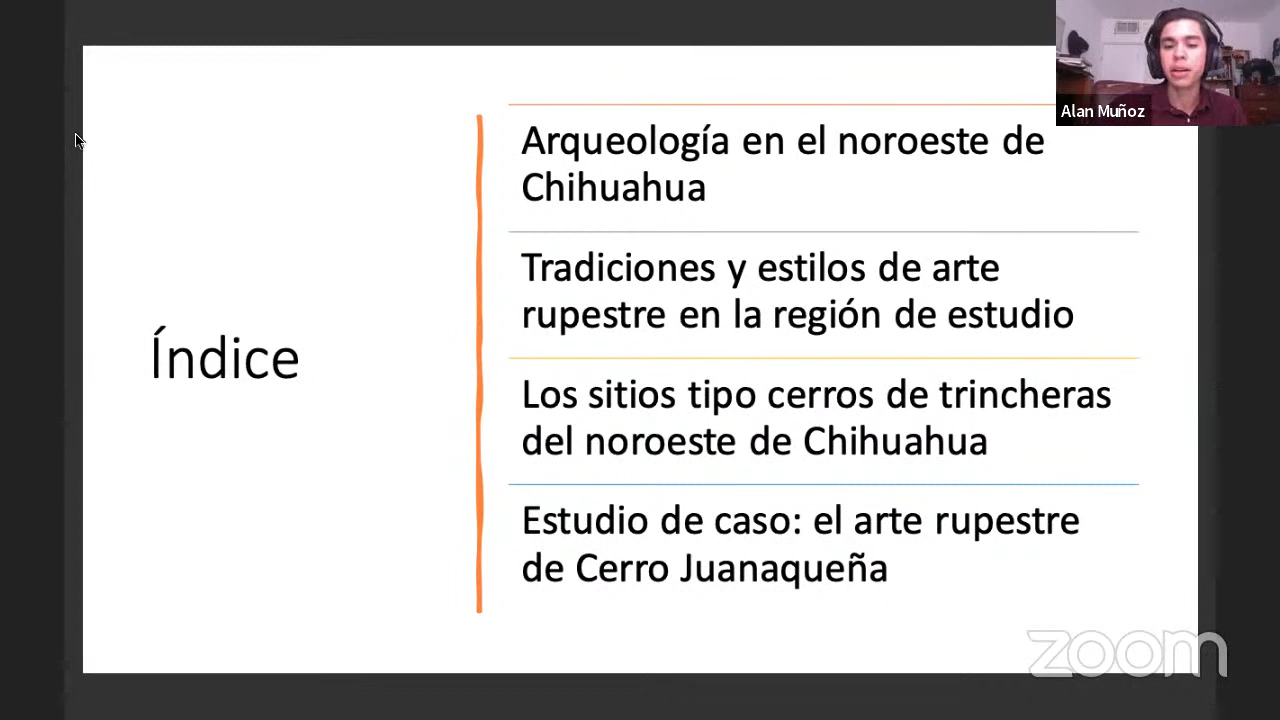 Alan Muñoz
Índice
Arqueología en el noroeste de
Chihuahua
Tradiciones y estilos de arte
rupestre en la región de estudio
Los sitios tipo cerros de trincheras
del noroeste de Chihuahua
Estudio de caso: el arte rupestre
de Cerro Juanaqueña
zoom